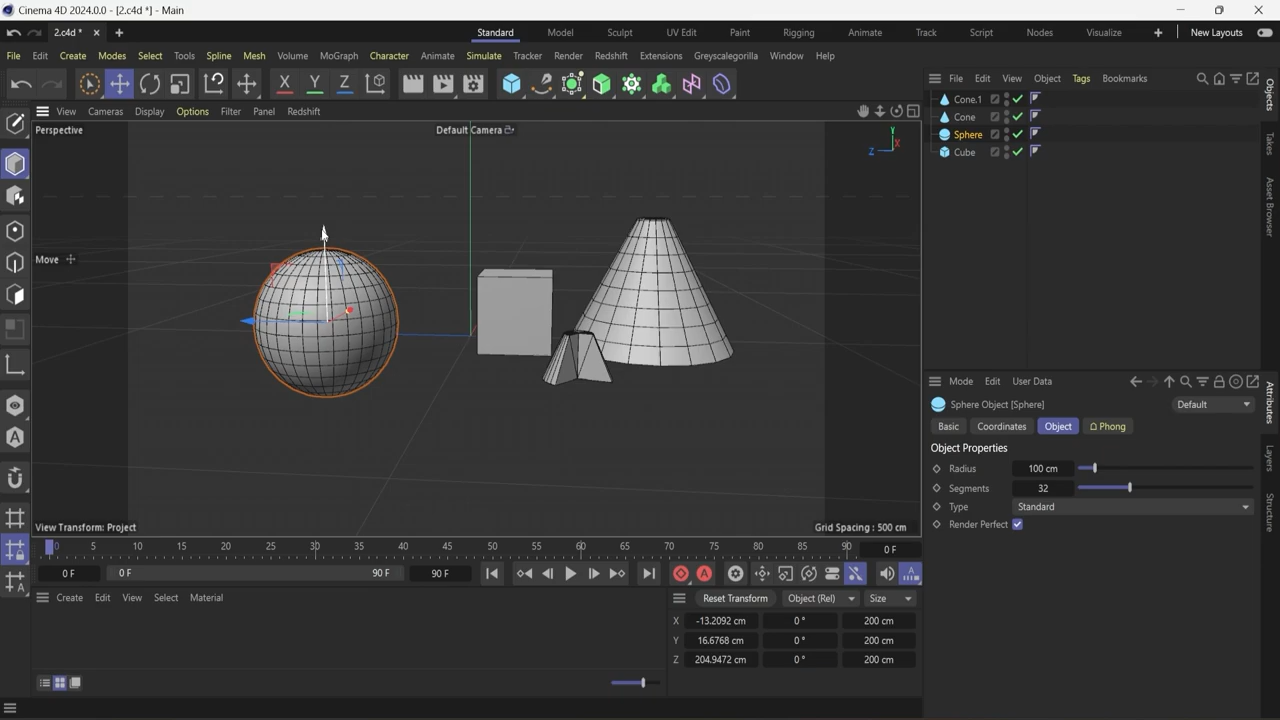 Cinema 4D 2024.0.0 - [2.c4d *] - Main
2.c4d * Standard Model Sculpt UV Edit Paint Rigging Animate Track Script Nodes Visualize New Layouts
File Edit Create Modes Select Tools Spline Mesh Volume MoGraph Character Animate Simulate Tracker Render Redshift Extensions Greyscalegorilla Window Help
X Y Z
File Edit View Object Tags Bookmarks
View Cameras Display Options Filter Panel Redshift
Cone.1
Cone
Sphere
Cube
Objects
Takes
Asset Browser
Perspective
Default Camera
Y
X
Z
Move
View Transform: Project
Grid Spacing : 500 cm
Mode Edit User Data
Sphere Object [Sphere] Default
Basic Coordinates Object Phong
Object Properties
Radius 100 cm
Segments 32
Type Standard
Render Perfect
Attributes
Layers
Structure
0 5 10 15 20 25 30 35 40 45 50 55 60 65 70 75 80 85 90 0 F
0 F 0 F 90 F 90 F
Create Edit View Select Material
Reset Transform Object (Rel) Size
X -13.2092 cm 0 ° 200 cm
Y 16.6768 cm 0 ° 200 cm
Z 204.9472 cm 0 ° 200 cm